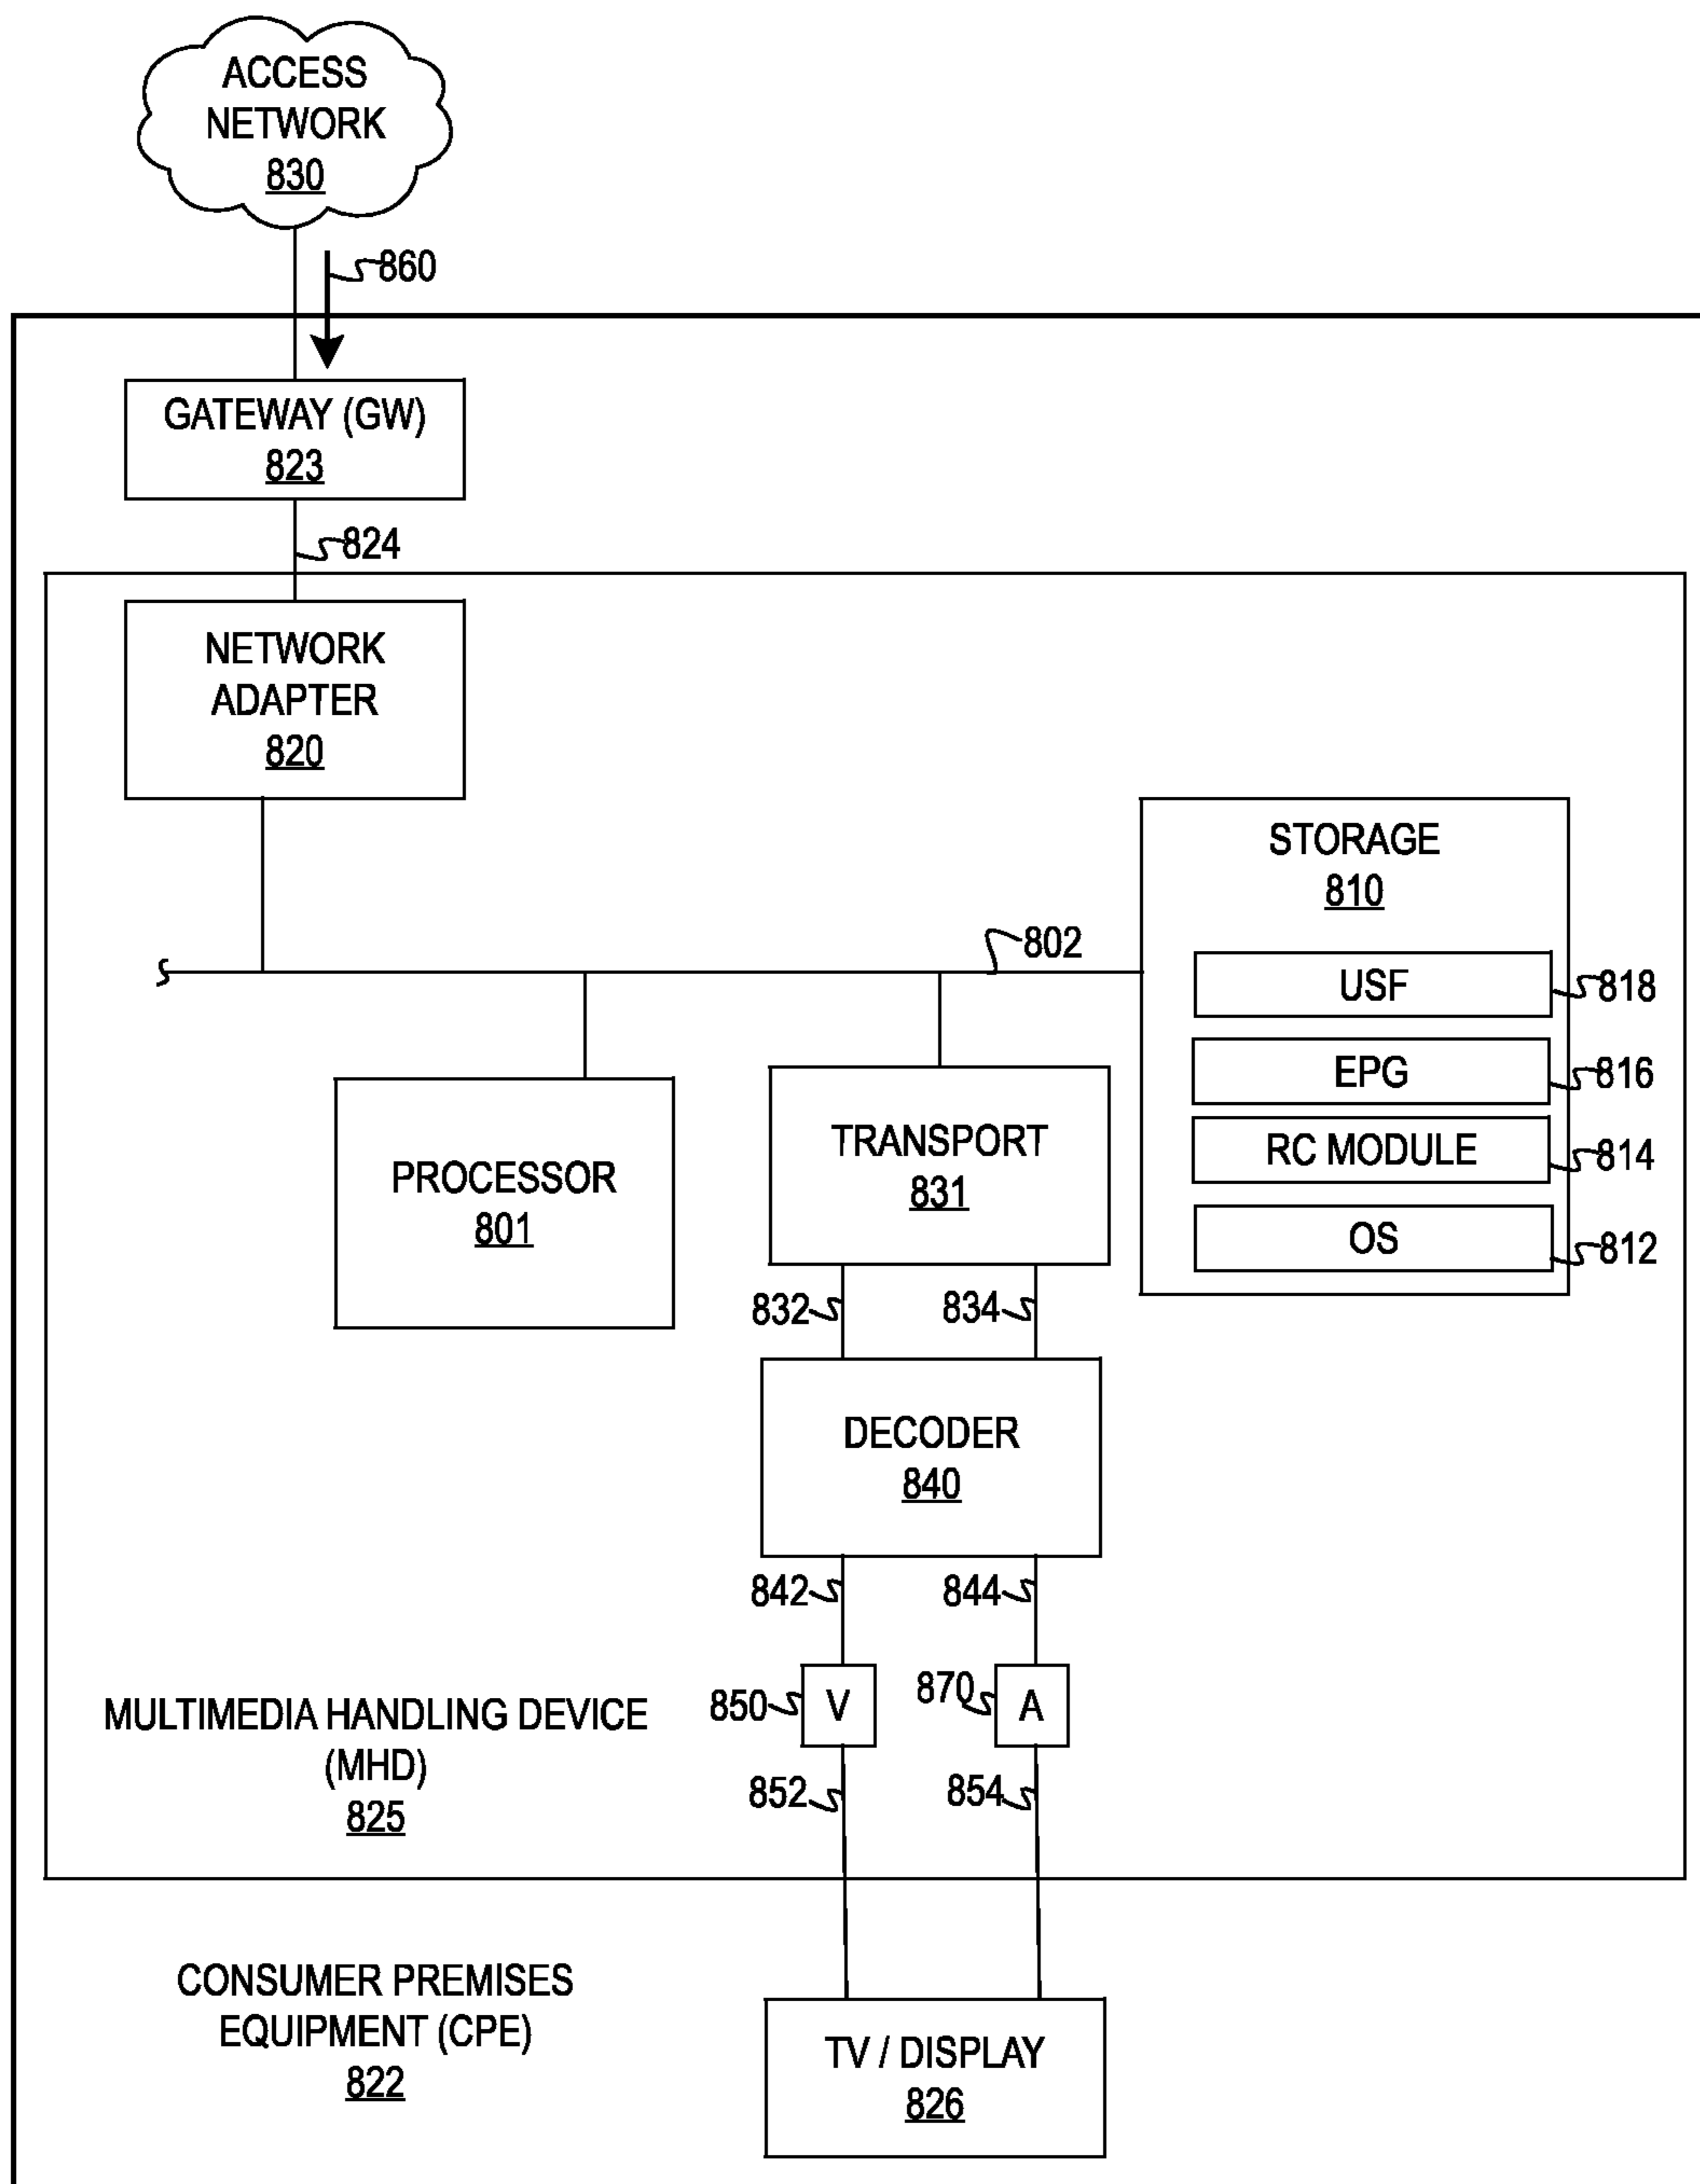 ACCESS
NETWORK
830
860
GATEWAY (GW)
823
824
NETWORK
ADAPTER
820
STORAGE
810
802
USF
818
EPG
816
RC MODULE
814
OS
812
PROCESSOR
801
TRANSPORT
831
832
834
DECODER
840
842
844
850
V
870
A
852
854
MULTIMEDIA HANDLING DEVICE
(MHD)
825
CONSUMER PREMISES
EQUIPMENT (CPE)
822
TV / DISPLAY
826